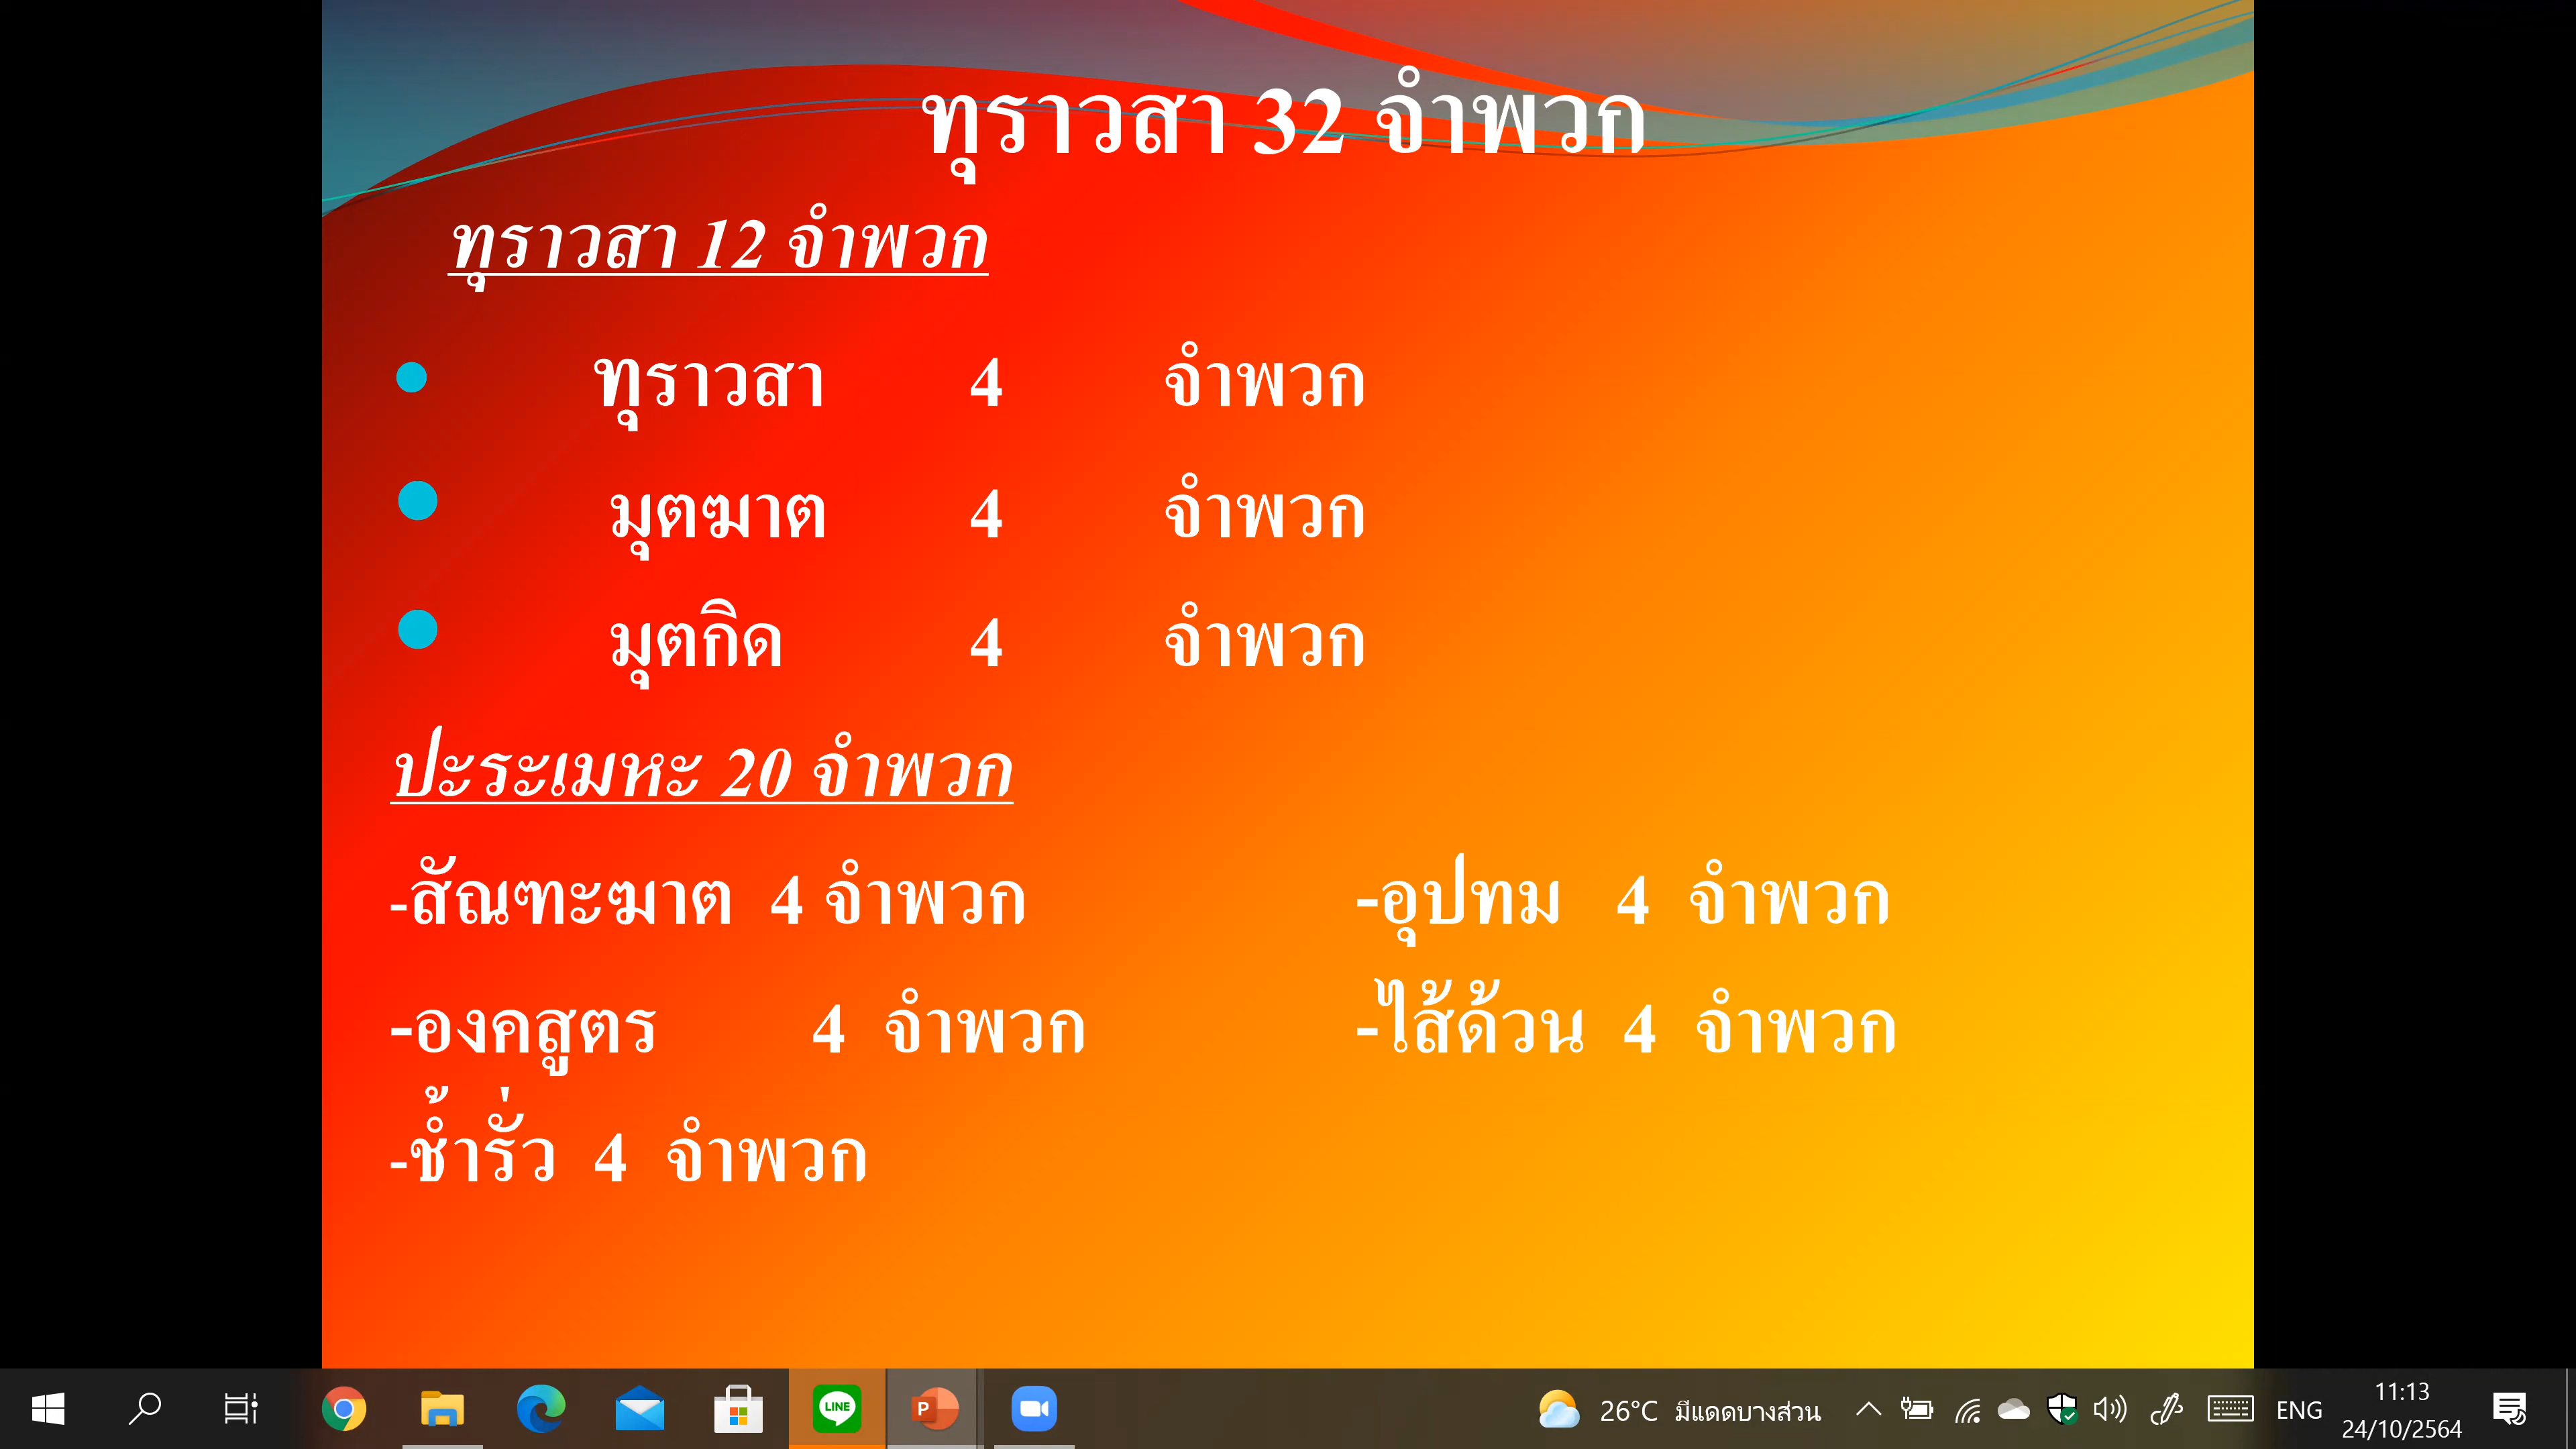 ทุราวสา 32 จำพวก
ทุราวสา 12 จำพวก
ทุราวสา 4 จำพวก
มุตฆาต 4 จำพวก
มุตกิด 4 จำพวก
ปะระเมหะ 20 จำพวก
-สัณฑะฆาต 4 จำพวก -อุปทม 4 จำพวก
-องคสูตร 4 จำพวก -ไส้ด้วน 4 จำพวก
-ช้ำรั่ว 4 จำพวก
LINE
P
26°C มีแดดบางส่วน
ENG
11:13
24/10/2564